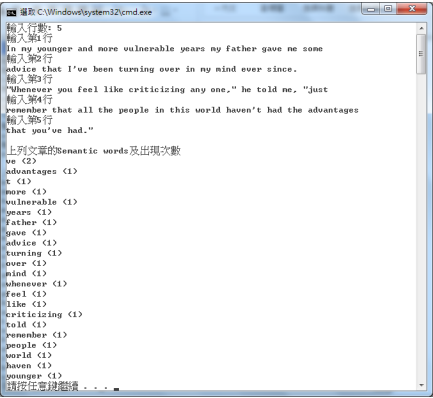 選取 C:\Windows\system32\cmd.exe
輸入行數: 5
輸入第1行
In my younger and more vulnerable years my father gave me some
輸入第2行
advice that I've been turning over in my mind ever since.
輸入第3行
"Whenever you feel like criticizing any one," he told me, "just
輸入第4行
remember that all the people in this world haven't had the advantages
輸入第5行
that you've had."
上列文章的Semantic words及出現次數
ve (2)
advantages (1)
t (1)
more (1)
vulnerable (1)
years (1)
father (1)
gave (1)
advice (1)
turning (1)
over (1)
mind (1)
whenever (1)
feel (1)
like (1)
criticizing (1)
told (1)
remember (1)
people (1)
world (1)
haven (1)
younger (1)
請按任意鍵繼續 . . .